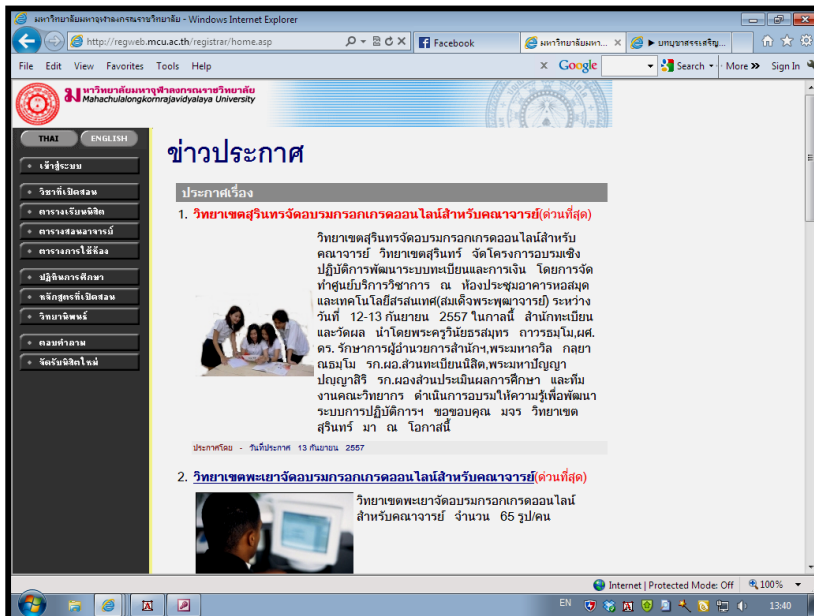 มหาวิทยาลัยมหาจุฬาลงกรณราชวิทยาลัย - Windows Internet Explorer
http://regweb.mcu.ac.th/registrar/home.asp
Facebook
มหาวิทยาลัยมหา...
บทบูชาสรรเสริญ...
File Edit View Favorites Tools Help
Google
Search
More
Sign In
มหาวิทยาลัยมหาจุฬาลงกรณราชวิทยาลัย
Mahachulalongkornrajavidyalaya University
THAI
ENGLISH
เข้าสู่ระบบ
วิชาที่เปิดสอน
ตารางเรียนนิสิต
ตารางสอนอาจารย์
ตารางการใช้ห้อง
ปฏิทินการศึกษา
หลักสูตรที่เปิดสอน
วิทยานิพนธ์
ตอบคำถาม
จัดรับนิสิตใหม่
ข่าวประกาศ
ประกาศเรื่อง
1. วิทยาเขตสุรินทรจัดอบรมกรอกเกรดออนไลน์สำหรับคณาจารย์(ด่วนที่สุด)
วิทยาเขตสุรินทรจัดอบรมกรอกเกรดออนไลน์สำหรับ
คณาจารย์ วิทยาเขตสุรินทร์ จัดโครงการอบรมเชิง
ปฏิบัติการพัฒนาระบบทะเบียนและการเงิน โดยการจัด
ทำศูนย์บริการวิชาการ ณ ห้องประชุมอาคารหอสมุด
และเทคโนโลยีสรสนเทศ(สมเด็จพระพุฒาจารย์) ระหว่าง
วันที่ 12-13 กันยายน 2557 ในกาลนี้ สำนักทะเบียน
และวัดผล นำโดยพระครูวินัยธรสมุทร ถาวรธมฺโม,ผศ.
ดร. รักษาการผู้อำนวยการสำนักฯ,พระมหาถวิล กลฺยา
ณธมฺโม รก.ผอ.ส่วนทะเบียนนิสิต,พระมหาปัญญา
ปญฺญาสิริ รก.ผองส่วนประเมินผลการศึกษา และทีม
งานคณะวิทยากร ดำเนินการอบรมให้ความรู้เพื่อพัฒนา
ระบบการปฏิบัติการฯ ขอขอบคุณ มจร วิทยาเขต
สุรินทร์ มา ณ โอกาสนี้
ประกาศโดย - วันที่ประกาศ 13 กันยายน 2557
2. วิทยาเขตพะเยาจัดอบรมกรอกเกรดออนไลน์สำหรับคณาจารย์(ด่วนที่สุด)
วิทยาเขตพะเยาจัดอบรมกรอกเกรดออนไลน์
สำหรับคณาจารย์ จำนวน 65 รูป/คน
Internet | Protected Mode: Off
100%
EN
13:40